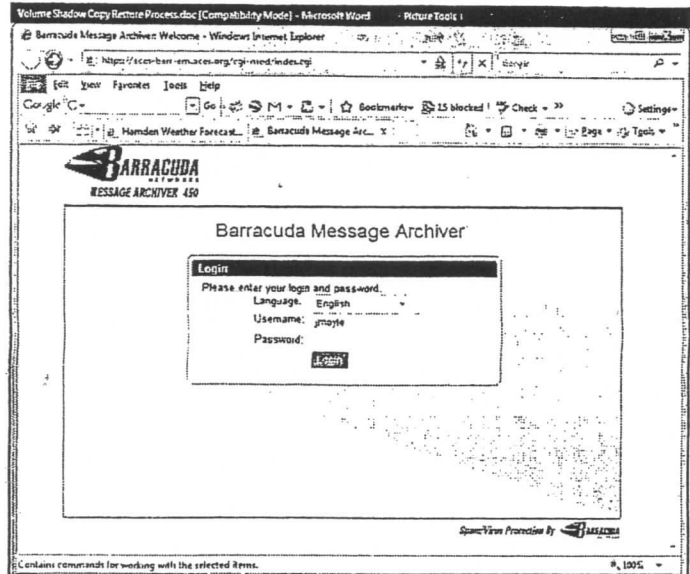 Volume Shadow Copy Restore Process.doc [Compatibility Mode] - Microsoft Word Picture Tools
Barracuda Message Archiver: Welcome - Windows Internet Explorer
Edit View Favorites Tools Help
Google G Go M Bookmarks 15 blocked Check » Settings
Hamden Weather Forecast... Barracuda Message Arc... X Page Tools »
BARRACUDA
NETWORKS
MESSAGE ARCHIVER 450
Barracuda Message Archiver
Login
Please enter your login and password.
Language: English
Username: jmoyle
Password:
Login
Spam/Virus Protection By BARRACUDA
Contains commands for working with the selected items. 100%